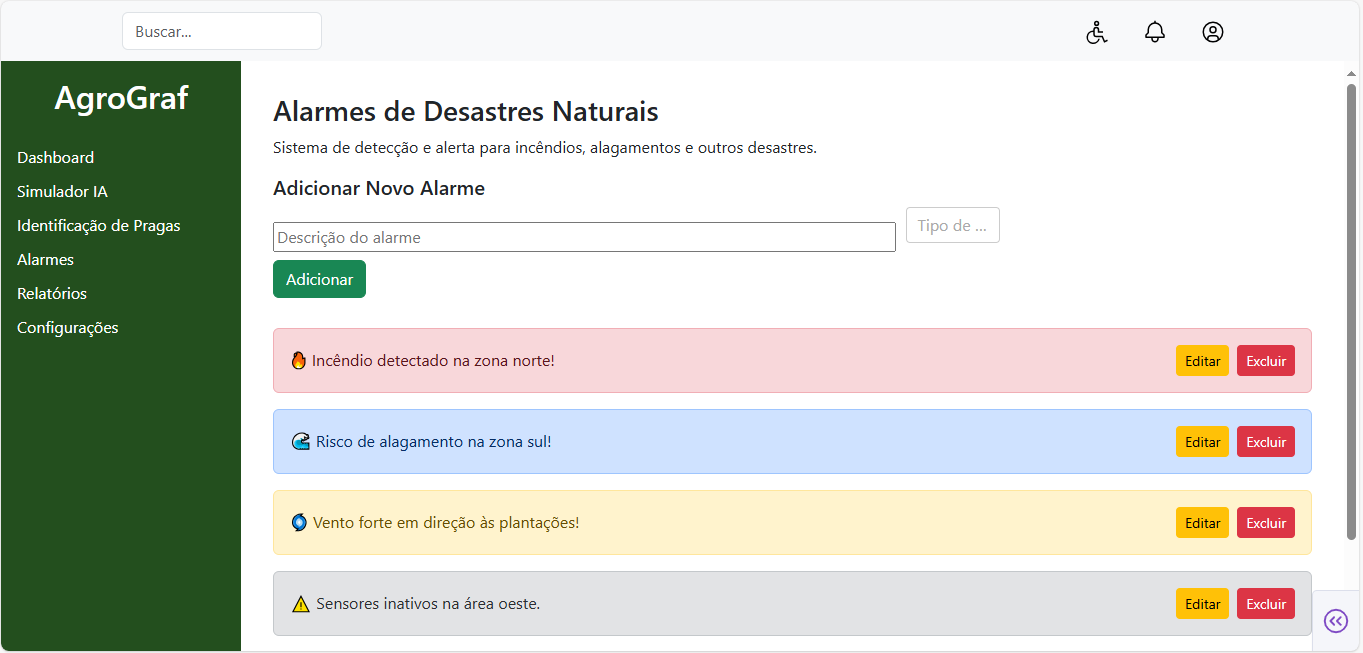 Buscar...
AgroGraf
Dashboard
Simulador IA
Identificação de Pragas
Alarmes
Relatórios
Configurações
Alarmes de Desastres Naturais
Sistema de detecção e alerta para incêndios, alagamentos e outros desastres.
Adicionar Novo Alarme
Descrição do alarme
Tipo de ...
Adicionar
Incêndio detectado na zona norte! Editar Excluir
Risco de alagamento na zona sul! Editar Excluir
Vento forte em direção às plantações! Editar Excluir
Sensores inativos na área oeste. Editar Excluir